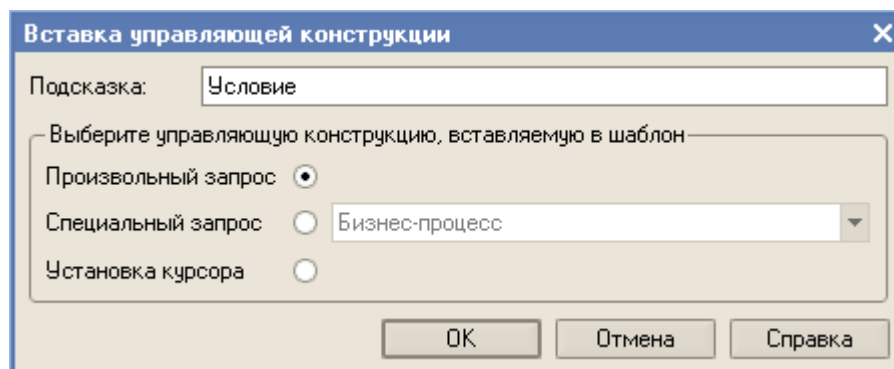 Вставка управляющей конструкции
Подсказка: Условие
Выберите управляющую конструкцию, вставляемую в шаблон
Произвольный запрос
Специальный запрос Бизнес-процесс
Установка курсора
ОК Отмена Справка